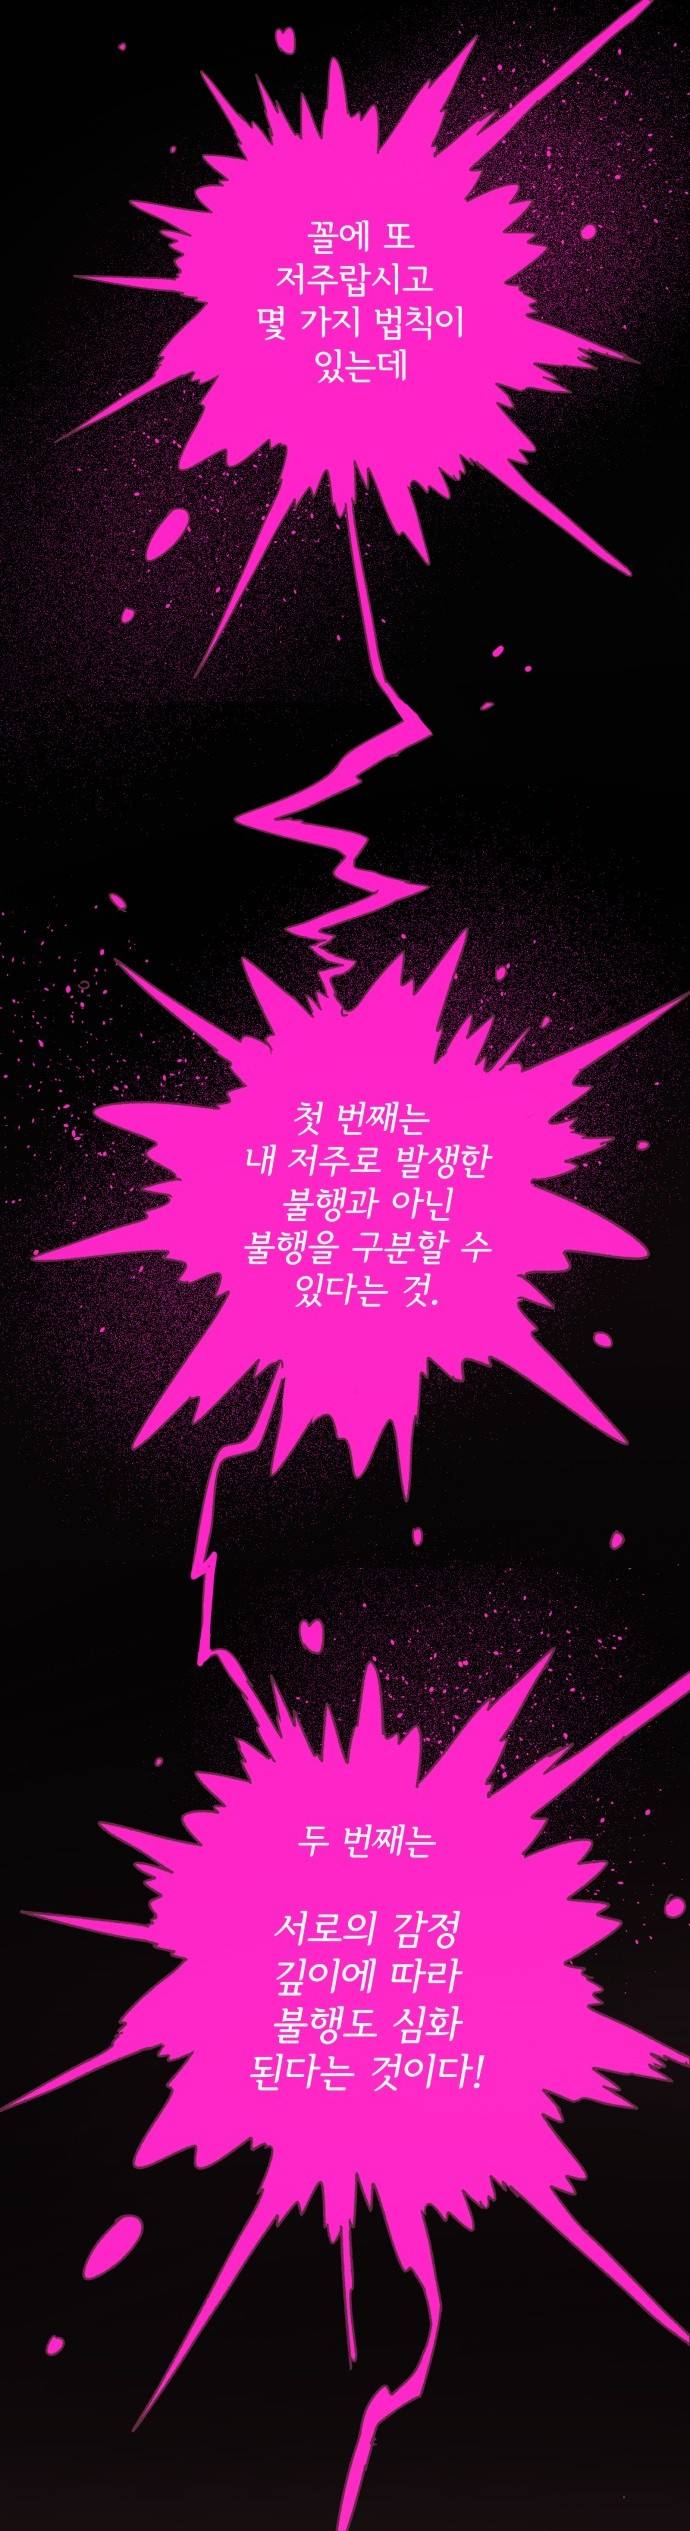 꼴에 또
저주랍시고
몇 가지 법칙이
있는데
첫 번째는
내 저주로 발생한
불행과 아닌
불행을 구분할 수
있다는 것.
두 번째는
서로의 감정
깊이에 따라
불행도 심화
된다는 것이다!